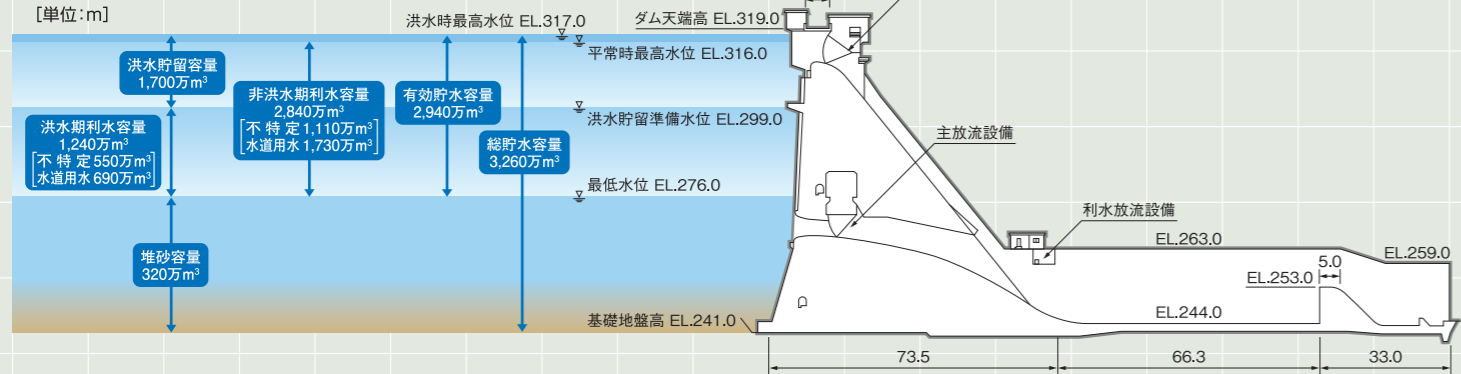 [単位:m]
洪水時最高水位 EL.317.0
ダム天端高 EL.319.0
平常時最高水位 EL.316.0
洪水貯留容量
1,700万m³
非洪水期利水容量
2,840万m³
[不 特 定 1,110万m³]
[水道用水 1,730万m³]
有効貯水容量
2,940万m³
洪水貯留準備水位 EL.299.0
洪水期利水容量
1,240万m³
[不 特 定 550万m³]
[水道用水 690万m³]
総貯水容量
3,260万m³
主放流設備
最低水位 EL.276.0
利水放流設備
堆砂容量
320万m³
EL.263.0
EL.259.0
5.0
EL.253.0
基礎地盤高 EL.241.0
EL.244.0
73.5
66.3
33.0